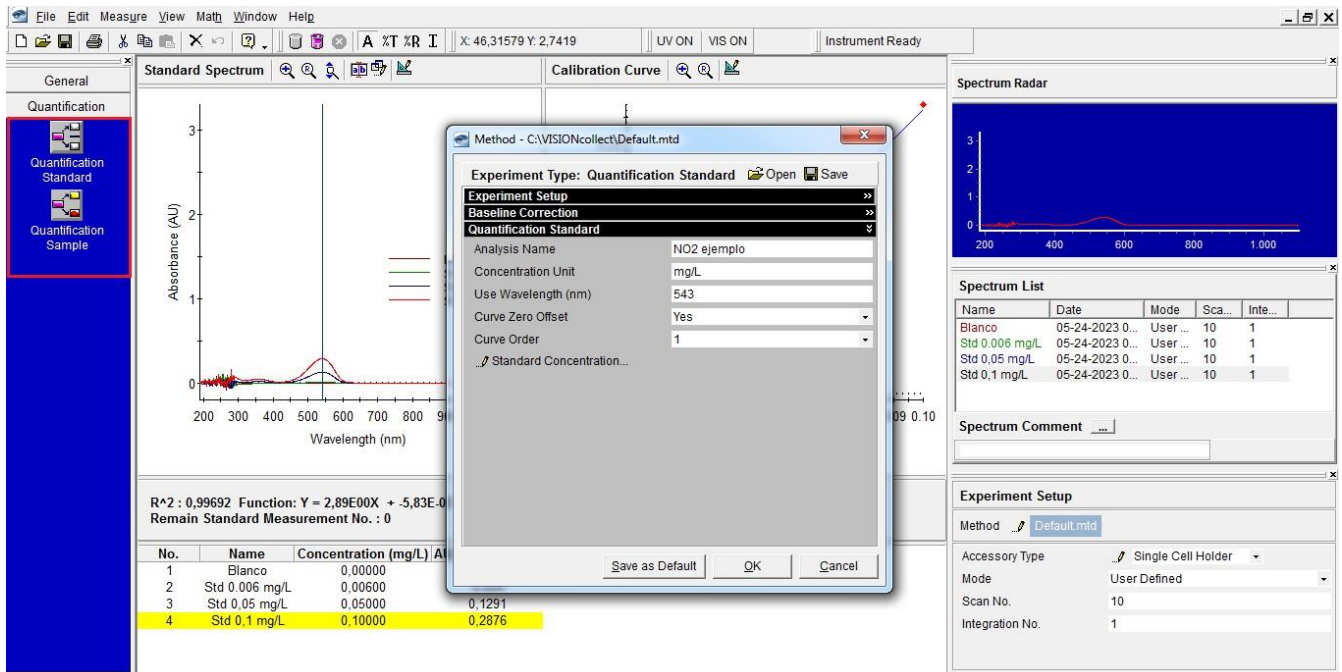 File Edit Measure View Math Window Help
A %T %R I X: 46,31579 Y: 2,7419 UV ON VIS ON Instrument Ready
General
Quantification
Quantification Standard
Quantification Sample
Standard Spectrum
3
2
1
0
Absorbance (AU)
200 300 400 500 600 700 800
Wavelength (nm)
Calibration Curve
0.10
Method - C:\VISIONcollect\Default.mtd
Experiment Type: Quantification Standard Open Save
Experiment Setup »
Baseline Correction »
Quantification Standard
Analysis Name NO2 ejemplo
Concentration Unit mg/L
Use Wavelength (nm) 543
Curve Zero Offset Yes
Curve Order 1
Standard Concentration...
Save as Default OK Cancel
R^2 : 0,99692 Function: Y = 2,89E00X + -5,83E-0
Remain Standard Measurement No. : 0
No. Name Concentration (mg/L)
1 Blanco 0,00000
2 Std 0.006 mg/L 0,00600
3 Std 0,05 mg/L 0,05000 0,1291
4 Std 0,1 mg/L 0,10000 0,2876
Spectrum Radar
3
2
1
0
200 400 600 800 1.000
Spectrum List
Name Date Mode Sca... Inte...
Blanco 05-24-2023 0... User ... 10 1
Std 0.006 mg/L 05-24-2023 0... User ... 10 1
Std 0,05 mg/L 05-24-2023 0... User ... 10 1
Std 0,1 mg/L 05-24-2023 0... User ... 10 1
Spectrum Comment ...
Experiment Setup
Method Default.mtd
Accessory Type Single Cell Holder
Mode User Defined
Scan No. 10
Integration No. 1